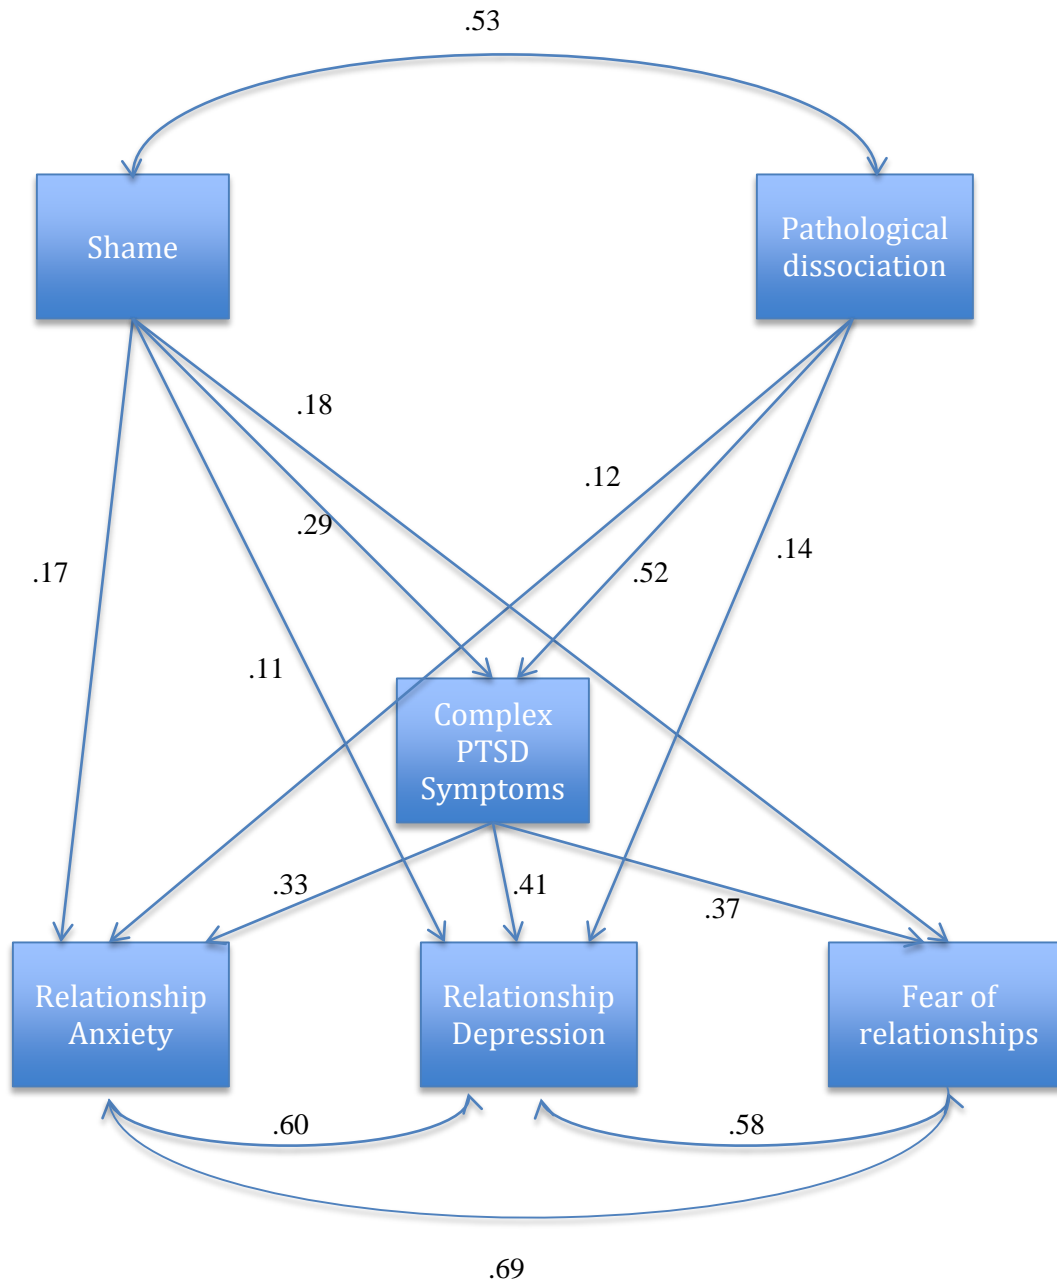 .53
Shame
Pathological
dissociation
.18
.12
.29
.14
.17
.52
.11
Complex
PTSD
Symptoms
.33
.41
.37
Relationship
Anxiety
Relationship
Depression
Fear of
relationships
.60
.58
.69